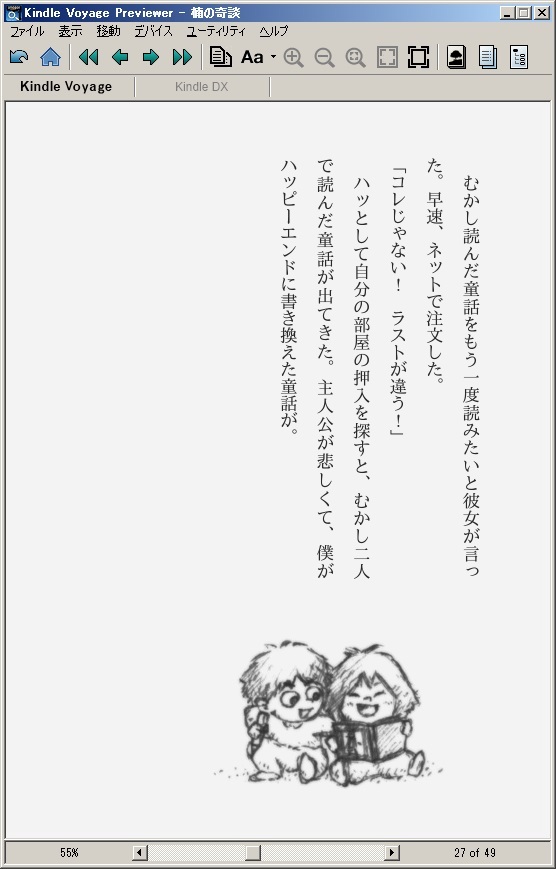 Kindle Voyage Previewer - 楠の奇談
ファイル 表示 移動 デバイス ユーティリティ ヘルプ
Aa
Kindle Voyage Kindle DX
むかし読んだ童話をもう一度読みたいと彼女が言っ
た。早速、ネットで注文した。
「コレじゃない！　ラストが違う！」
ハッとして自分の部屋の押入を探すと、むかし二人
で読んだ童話が出てきた。主人公が悲しくて、僕が
ハッピーエンドに書き換えた童話が。
55%
27 of 49